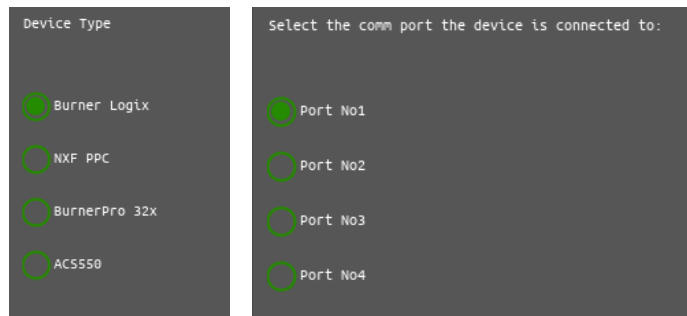 Device Type
Burner Logix
NXF PPC
BurnerPro 32x
ACS550
Select the comm port the device is connected to:
Port No1
Port No2
Port No3
Port No4